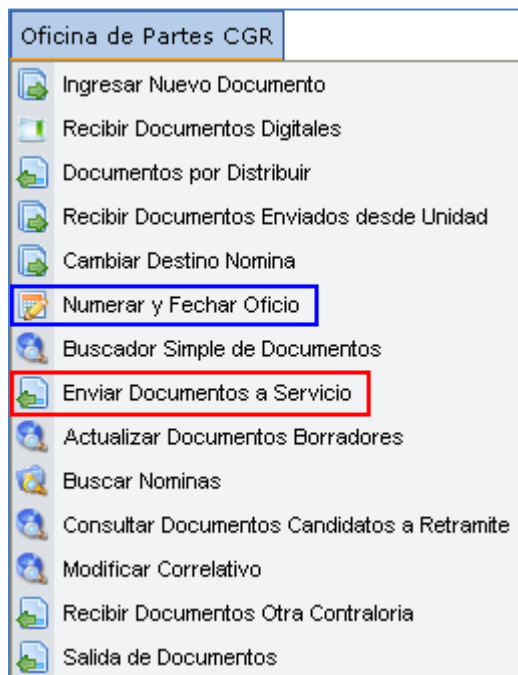 Oficina de Partes CGR
Ingresar Nuevo Documento
Recibir Documentos Digitales
Documentos por Distribuir
Recibir Documentos Enviados desde Unidad
Cambiar Destino Nomina
Numerar y Fechar Oficio
Buscador Simple de Documentos
Enviar Documentos a Servicio
Actualizar Documentos Borradores
Buscar Nominas
Consultar Documentos Candidatos a Retramite
Modificar Correlativo
Recibir Documentos Otra Contraloria
Salida de Documentos